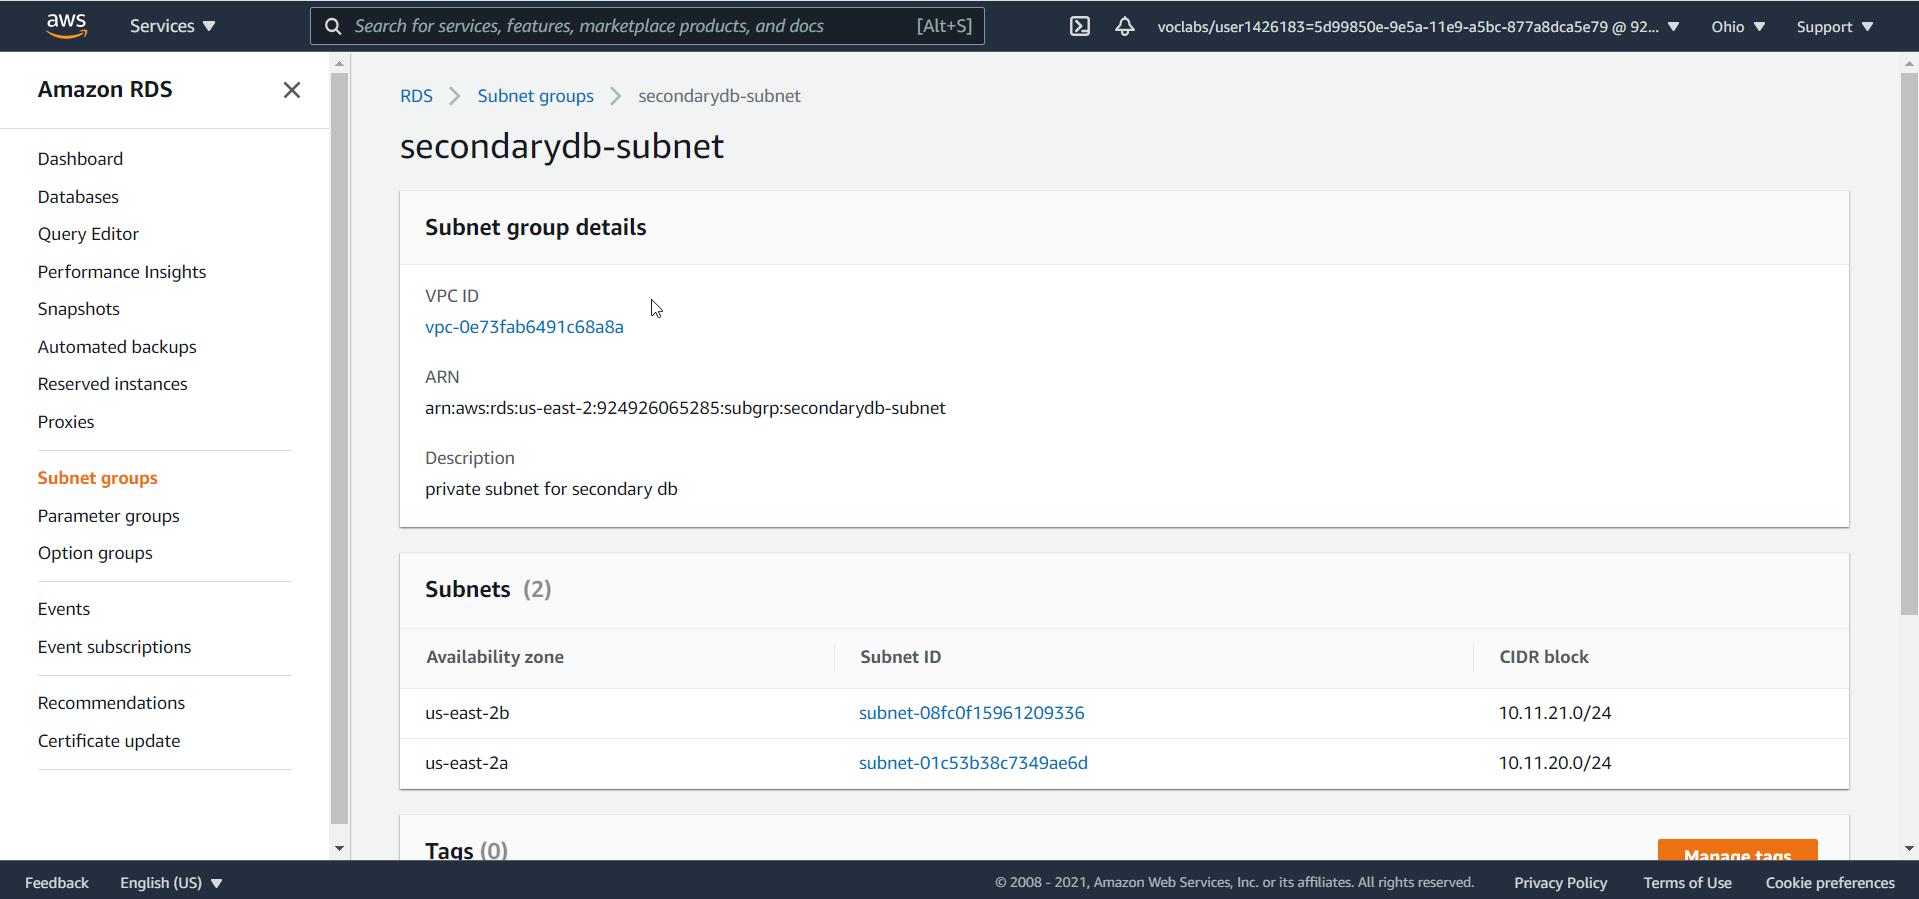 aws Services Search for services, features, marketplace products, and docs [Alt+S] voclabs/user1426183=5d99850e-9e5a-11e9-a5bc-877a8dca5e79 @ 92... Ohio Support
Amazon RDS
Dashboard
Databases
Query Editor
Performance Insights
Snapshots
Automated backups
Reserved instances
Proxies
Subnet groups
Parameter groups
Option groups
Events
Event subscriptions
Recommendations
Certificate update
RDS Subnet groups secondarydb-subnet
secondarydb-subnet
Subnet group details
VPC ID
vpc-0e73fab6491c68a8a
ARN
arn:aws:rds:us-east-2:924926065285:subgrp:secondarydb-subnet
Description
private subnet for secondary db
Subnets (2)
Availability zone Subnet ID CIDR block
us-east-2b subnet-08fc0f15961209336 10.11.21.0/24
us-east-2a subnet-01c53b38c7349ae6d 10.11.20.0/24
Tags (0) Manage tags
Feedback English (US) © 2008 - 2021, Amazon Web Services, Inc. or its affiliates. All rights reserved. Privacy Policy Terms of Use Cookie preferences